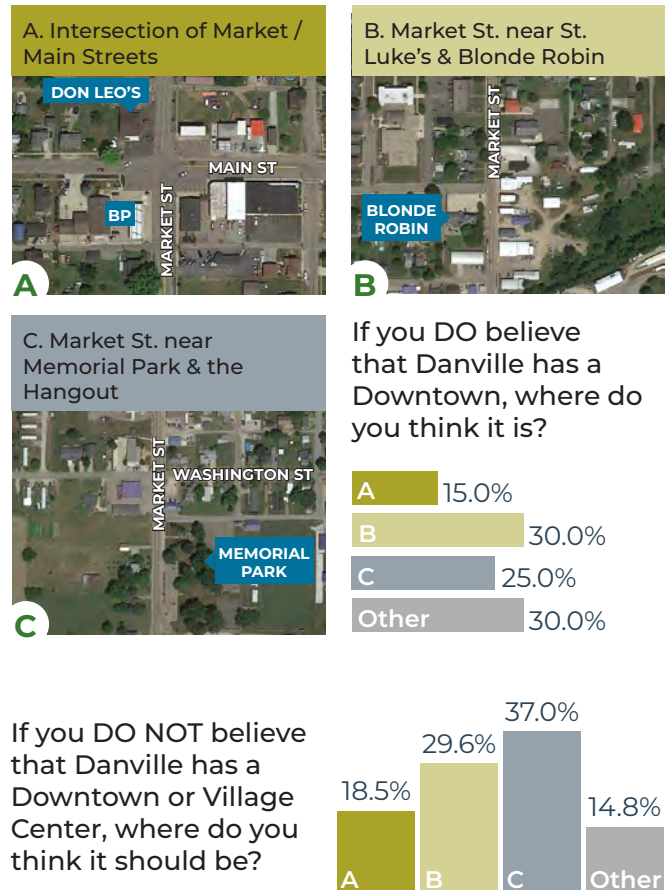 A. Intersection of Market /
Main Streets
DON LEO'S
MAIN ST
MARKET ST
BP
A
B. Market St. near St.
Luke's & Blonde Robin
MARKET ST
BLONDE
ROBIN
B
C. Market St. near
Memorial Park & the
Hangout
MARKET ST
WASHINGTON ST
MEMORIAL
PARK
C
If you DO believe
that Danville has a
Downtown, where do
you think it is?
A 15.0%
B 30.0%
C 25.0%
Other 30.0%
If you DO NOT believe
that Danville has a
Downtown or Village
Center, where do you
think it should be?
18.5%
29.6%
37.0%
14.8%
A B C Other